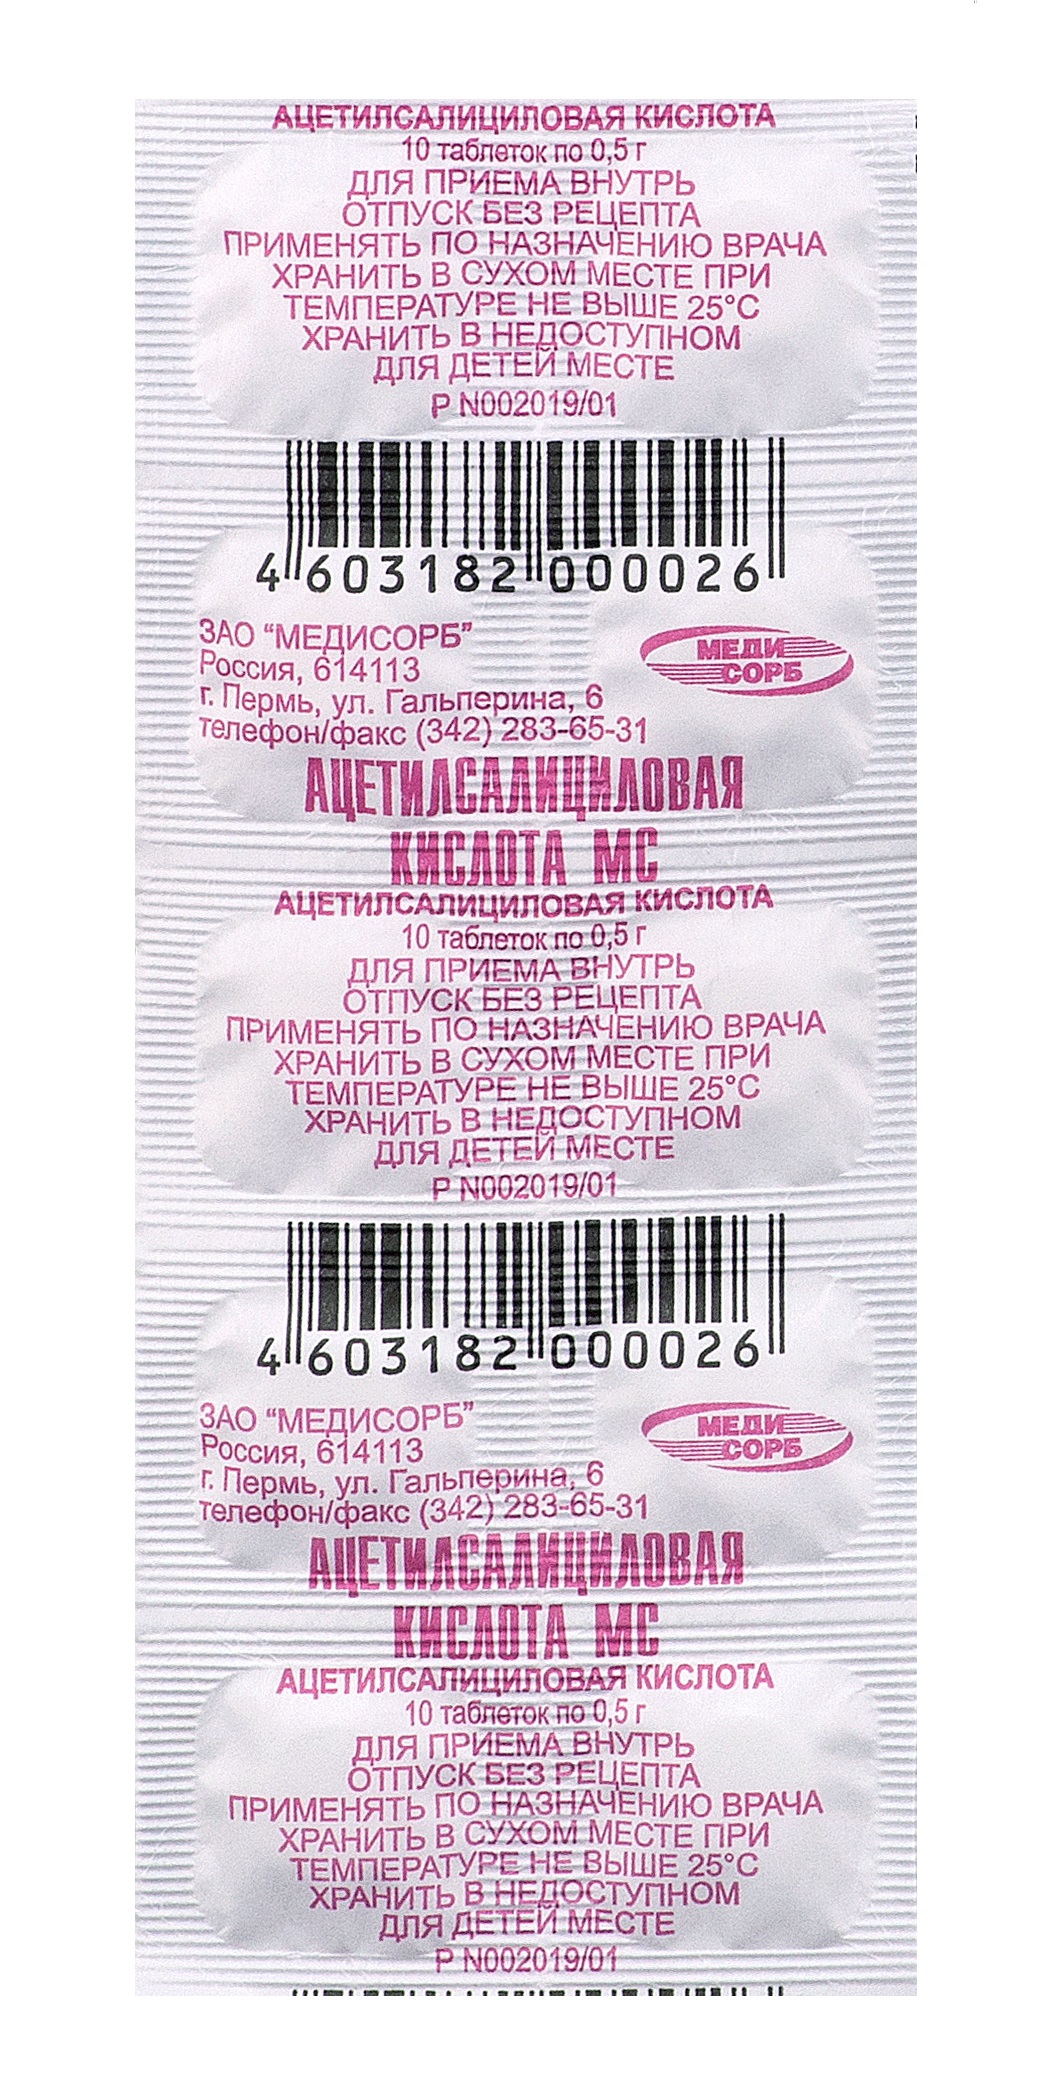 АЦЕТИЛСАЛИЦИЛОВАЯ КИСЛОТА
10 таблеток по 0,5 г
ДЛЯ ПРИЕМА ВНУТРЬ
ОТПУСК БЕЗ РЕЦЕПТА
ПРИМЕНЯТЬ ПО НАЗНАЧЕНИЮ ВРАЧА
ХРАНИТЬ В СУХОМ МЕСТЕ ПРИ
ТЕМПЕРАТУРЕ НЕ ВЫШЕ 25°С
ХРАНИТЬ В НЕДОСТУПНОМ
ДЛЯ ДЕТЕЙ МЕСТЕ
Р N002019/01
4 603182 000026
ЗАО "МЕДИСОРБ"
Россия, 614113
г. Пермь, ул. Гальперина, 6
телефон/факс (342) 283-65-31
МЕДИ
СОРБ
АЦЕТИЛСАЛИЦИЛОВАЯ
КИСЛОТА МС
АЦЕТИЛСАЛИЦИЛОВАЯ КИСЛОТА
10 таблеток по 0,5 г
ДЛЯ ПРИЕМА ВНУТРЬ
ОТПУСК БЕЗ РЕЦЕПТА
ПРИМЕНЯТЬ ПО НАЗНАЧЕНИЮ ВРАЧА
ХРАНИТЬ В СУХОМ МЕСТЕ ПРИ
ТЕМПЕРАТУРЕ НЕ ВЫШЕ 25°С
ХРАНИТЬ В НЕДОСТУПНОМ
ДЛЯ ДЕТЕЙ МЕСТЕ
Р N002019/01
4 603182 000026
ЗАО "МЕДИСОРБ"
Россия, 614113
г. Пермь, ул. Гальперина, 6
телефон/факс (342) 283-65-31
МЕДИ
СОРБ
АЦЕТИЛСАЛИЦИЛОВАЯ
КИСЛОТА МС
АЦЕТИЛСАЛИЦИЛОВАЯ КИСЛОТА
10 таблеток по 0,5 г
ДЛЯ ПРИЕМА ВНУТРЬ
ОТПУСК БЕЗ РЕЦЕПТА
ПРИМЕНЯТЬ ПО НАЗНАЧЕНИЮ ВРАЧА
ХРАНИТЬ В СУХОМ МЕСТЕ ПРИ
ТЕМПЕРАТУРЕ НЕ ВЫШЕ 25°С
ХРАНИТЬ В НЕДОСТУПНОМ
ДЛЯ ДЕТЕЙ МЕСТЕ
Р N002019/01